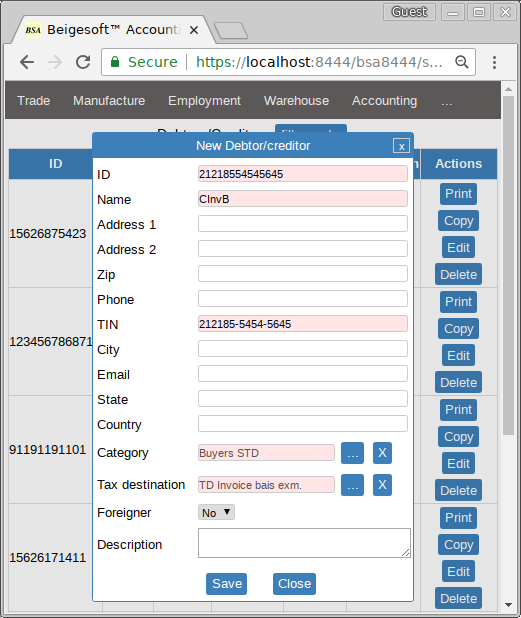 Guest
BSA Beigesoft™ Accounti
Secure https://localhost:8444/bsa8444/s...
Trade Manufacture Employment Warehouse Accounting ...
New Debtor/creditor x
ID Actions
ID 21218554545645
Name CInvB
Address 1
Address 2
Zip
Phone
TIN 212185-5454-5645
City
Email
State
Country
Category Buyers STD ... X
Tax destination TD Invoice bais exm. ... X
Foreigner No
Description
Save Close
15626875423
Print
Copy
Edit
Delete
123456786871
Print
Copy
Edit
Delete
91191191101
Print
Copy
Edit
Delete
15626171411
Print
Copy
Edit
Delete